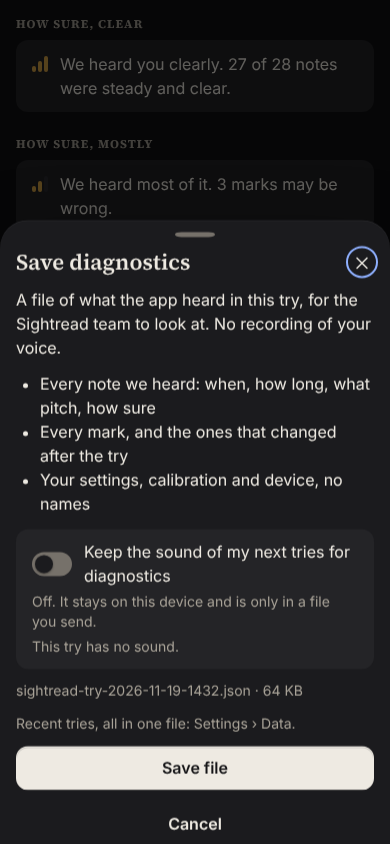 HOW SURE, CLEAR
We heard you clearly. 27 of 28 notes
were steady and clear.
HOW SURE, MOSTLY
We heard most of it. 3 marks may be
wrong.
Save diagnostics
A file of what the app heard in this try, for the
Sightread team to look at. No recording of your
voice.
• Every note we heard: when, how long, what
pitch, how sure
• Every mark, and the ones that changed
after the try
• Your settings, calibration and device, no
names
Keep the sound of my next tries for
diagnostics
Off. It stays on this device and is only in a file
you send.
This try has no sound.
sightread-try-2026-11-19-1432.json · 64 KB
Recent tries, all in one file: Settings › Data.
Save file
Cancel